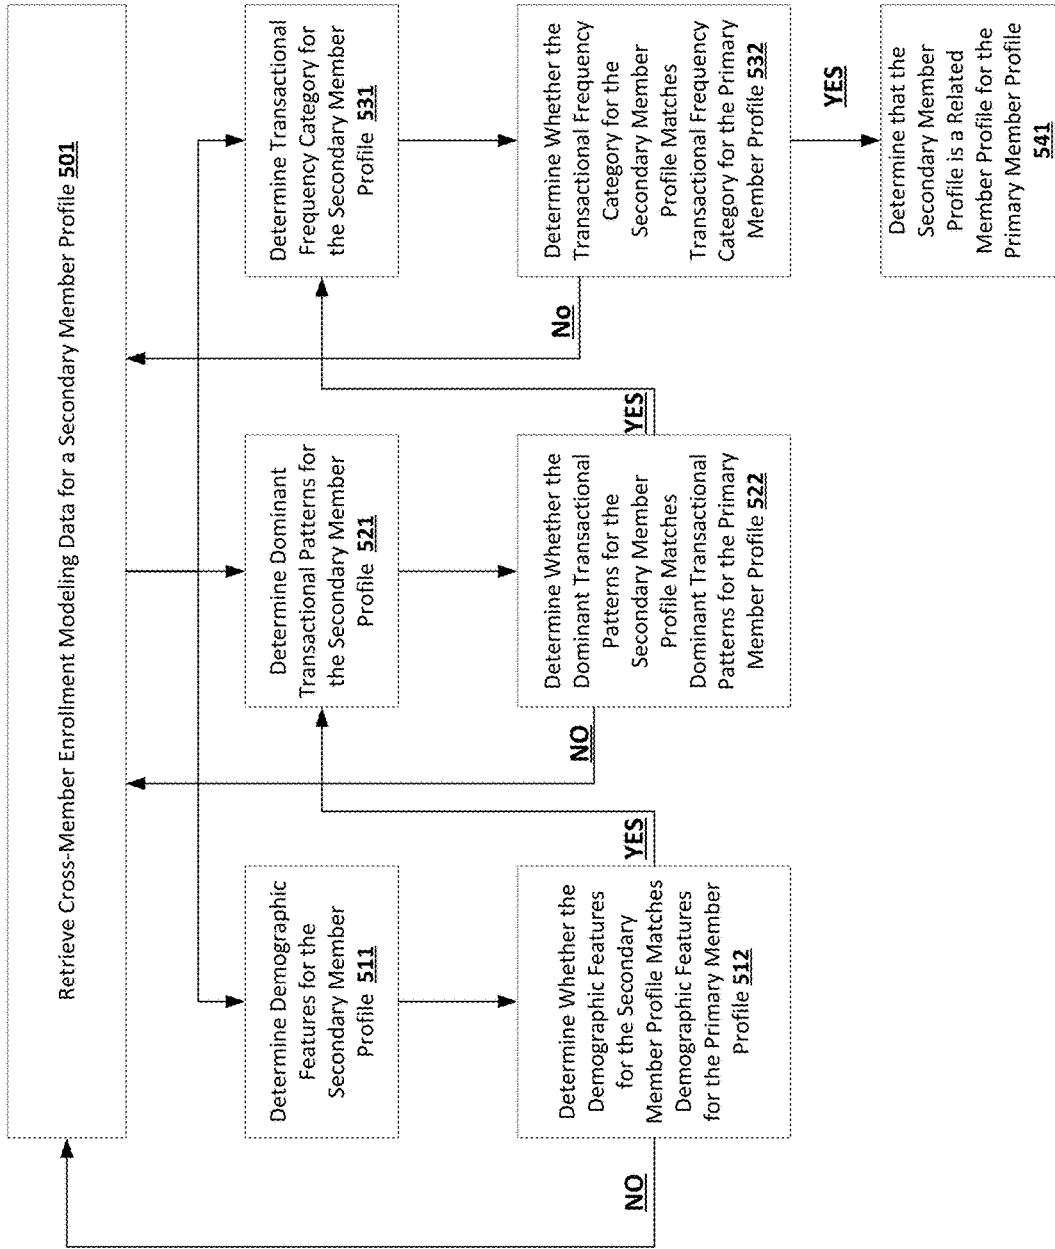 Retrieve Cross-Member Enrollment Modeling Data for a Secondary Member Profile 501
Determine Demographic
Features for the
Secondary Member
Profile 511
Determine Dominant
Transactional Patterns for
the Secondary Member
Profile 521
Determine Transactional
Frequency Category for
the Secondary Member
Profile 531
Determine Whether the
Demographic Features
for the Secondary
Member Profile Matches
Demographic Features
for the Primary Member
Profile 512
Determine Whether the
Dominant Transactional
Patterns for the
Secondary Member
Profile Matches
Dominant Transactional
Patterns for the Primary
Member Profile 522
Determine Whether the
Transactional Frequency
Category for the
Secondary Member
Profile Matches
Transactional Frequency
Category for the Primary
Member Profile 532
NO
YES
NO
YES
No
YES
Determine that the
Secondary Member
Profile is a Related
Member Profile for the
Primary Member Profile
541